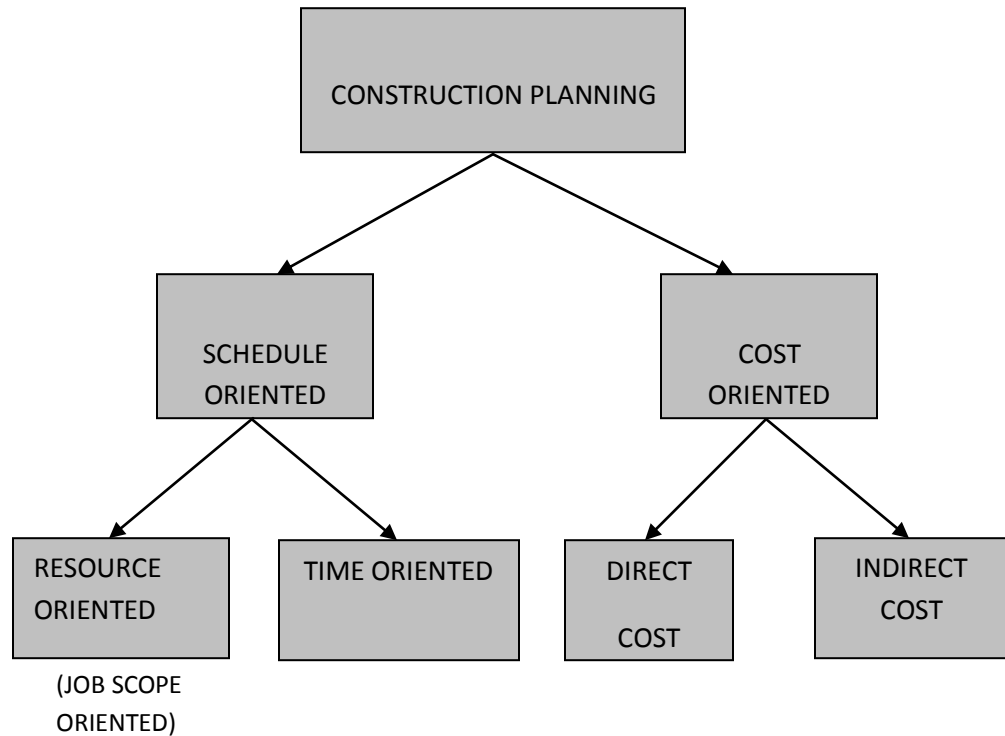 CONSTRUCTION PLANNING
SCHEDULE
ORIENTED
COST
ORIENTED
RESOURCE
ORIENTED
TIME ORIENTED
DIRECT
COST
INDIRECT
COST
(JOB SCOPE
ORIENTED)